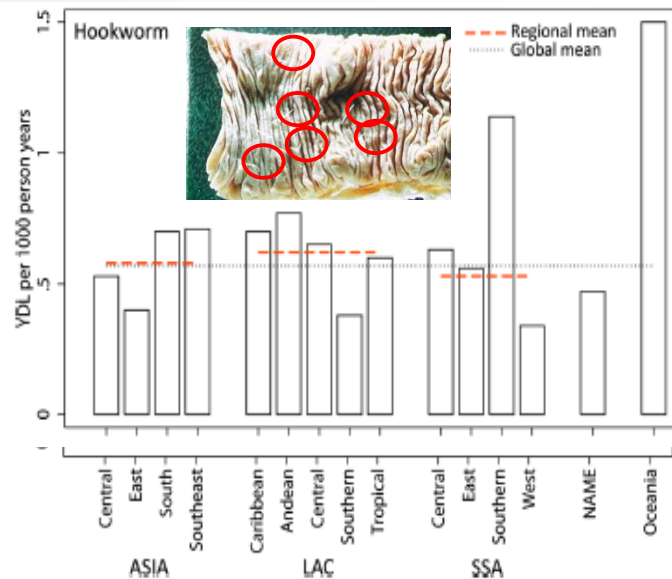 Hookworm
Regional mean
Global mean
YDL per 1000 person years
1.5
1
.5
0
Central
East
South
Southeast
Caribbean
Andean
Central
Southern
Tropical
Central
East
Southern
West
NAME
Oceania
ASIA
LAC
SSA